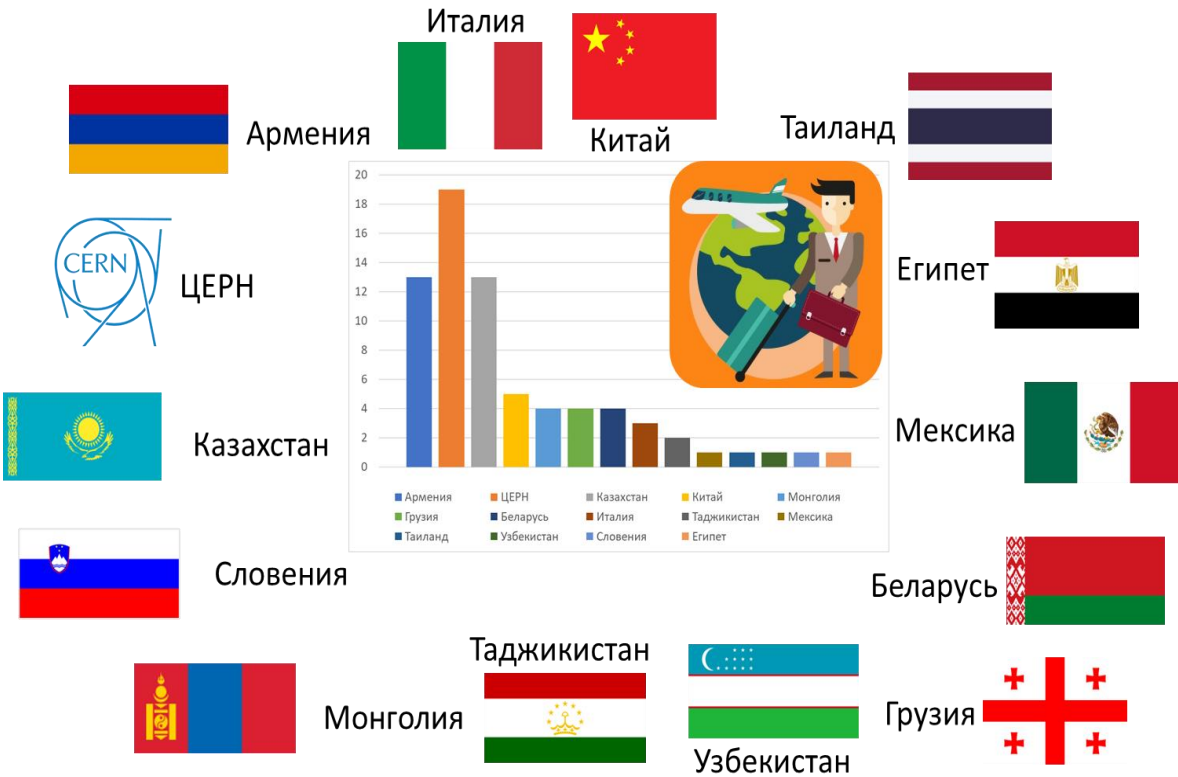 Италия
Китай
Армения
Таиланд
CERN
ЦЕРН
Египет
Казахстан
Мексика
Словения
Беларусь
Монголия
Таджикистан
Узбекистан
Грузия
20
18
16
14
12
10
8
6
4
2
0
Армения ЦЕРН Казахстан Китай Монголия
Грузия Беларусь Италия Таджикистан Мексика
Таиланд Узбекистан Словения Египет